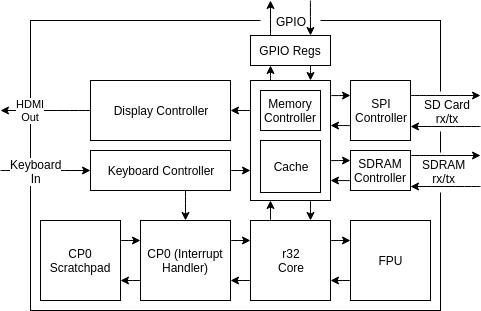 GPIO
GPIO Regs
HDMI
Out
Display Controller
Memory
Controller
SPI
Controller
SD Card
rx/tx
Keyboard
In
Keyboard Controller
Cache
SDRAM
Controller
SDRAM
rx/tx
CP0
Scratchpad
CP0 (Interrupt
Handler)
r32
Core
FPU